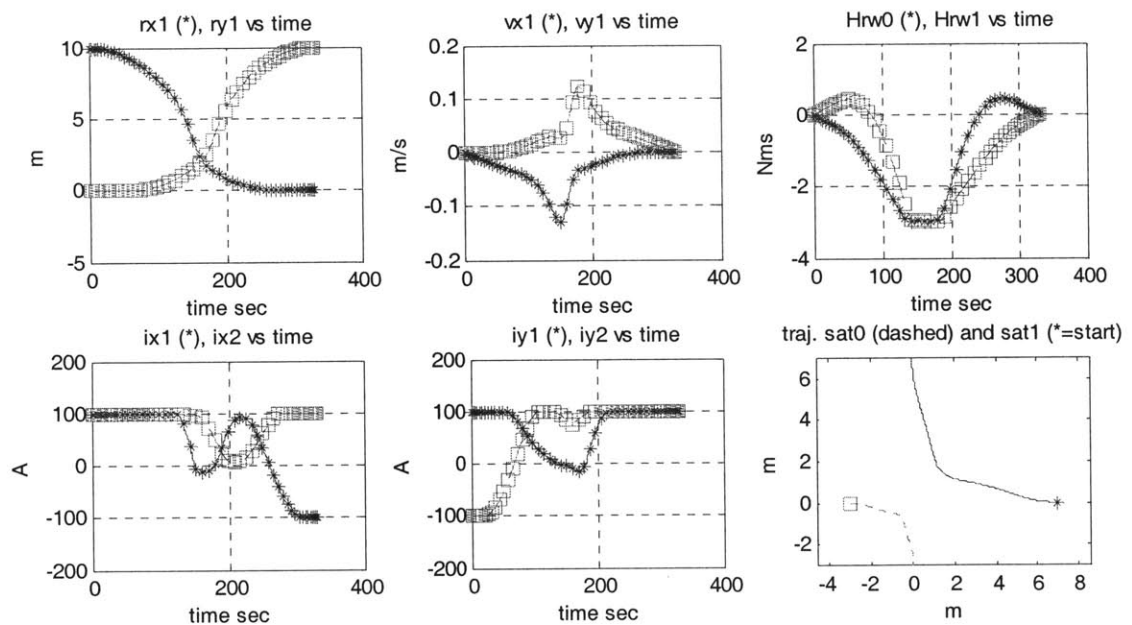 rx1 (*), ry1 vs time
10
5
0
-5
m
0
200
400
time sec
vx1 (*), vy1 vs time
0.2
0.1
0
-0.1
-0.2
m/s
0
200
400
time sec
Hrw0 (*), Hrw1 vs time
2
0
-2
-4
Nms
0
100
200
300
400
time sec
ix1 (*), ix2 vs time
200
100
0
-100
-200
A
0
200
400
time sec
iy1 (*), iy2 vs time
200
100
0
-100
-200
A
0
200
400
time sec
traj. sat0 (dashed) and sat1 (*=start)
6
4
2
0
-2
m
-4
-2
0
2
4
6
8
m